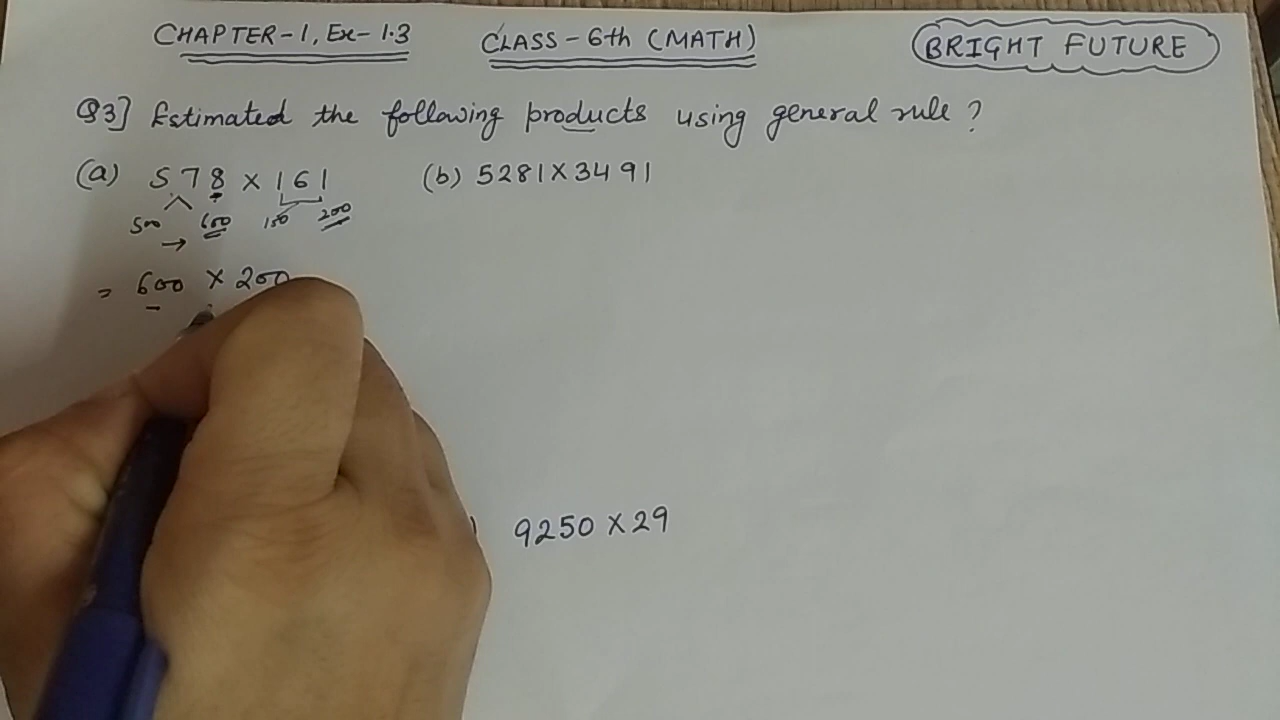 CHAPTER-1, Ex-1.3 CLASS-6th (MATH) BRIGHT FUTURE
Q3] Estimated the following products using general rule?
(a) 578 × 161 (b) 5281 × 3491
500 600 150 200
→
= 600 × 200
) 9250 × 29